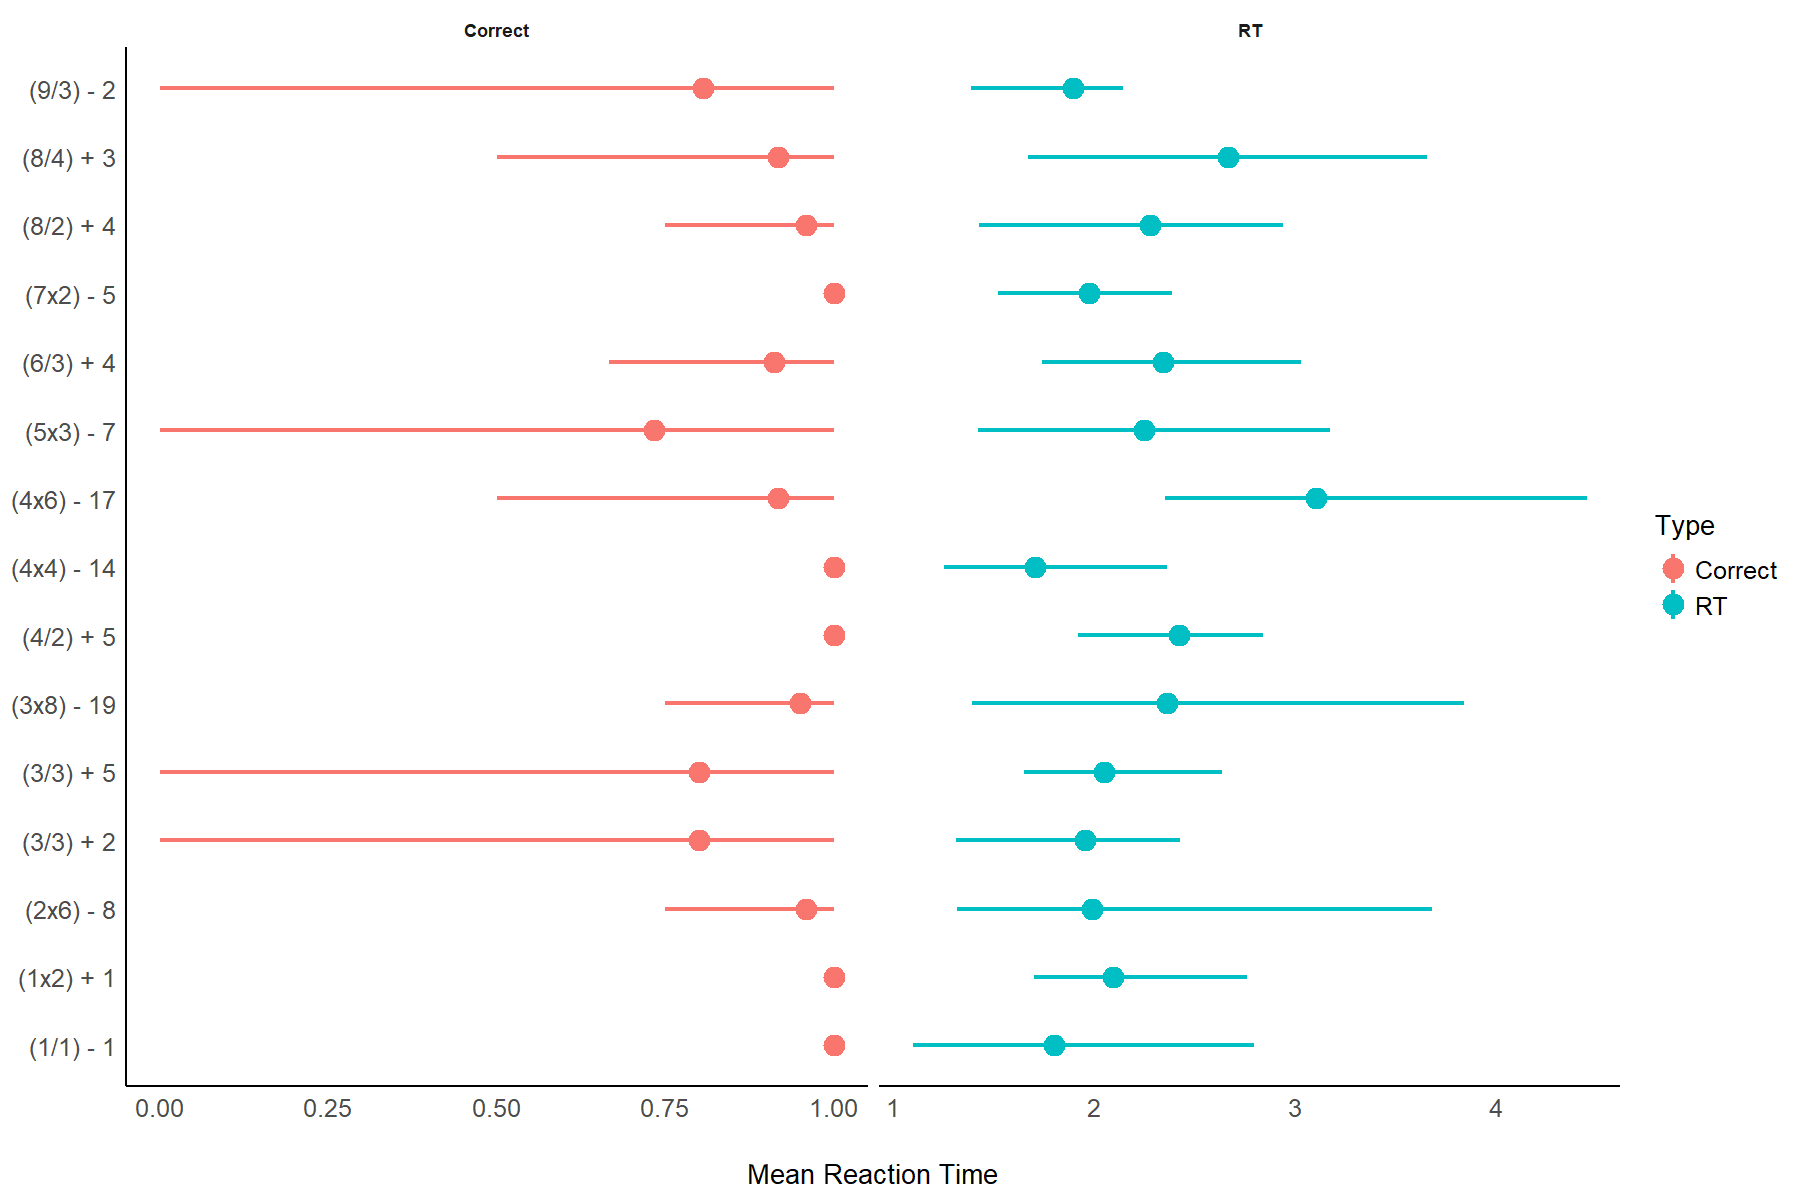 Correct
RT
(9/3) - 2
(8/4) + 3
(8/2) + 4
(7x2) - 5
(6/3) + 4
(5x3) - 7
(4x6) - 17
(4x4) - 14
(4/2) + 5
(3x8) - 19
(3/3) + 5
(3/3) + 2
(2x6) - 8
(1x2) + 1
(1/1) - 1
0.00 0.25 0.50 0.75 1.00
1 2 3 4
Mean Reaction Time
Type
Correct
RT